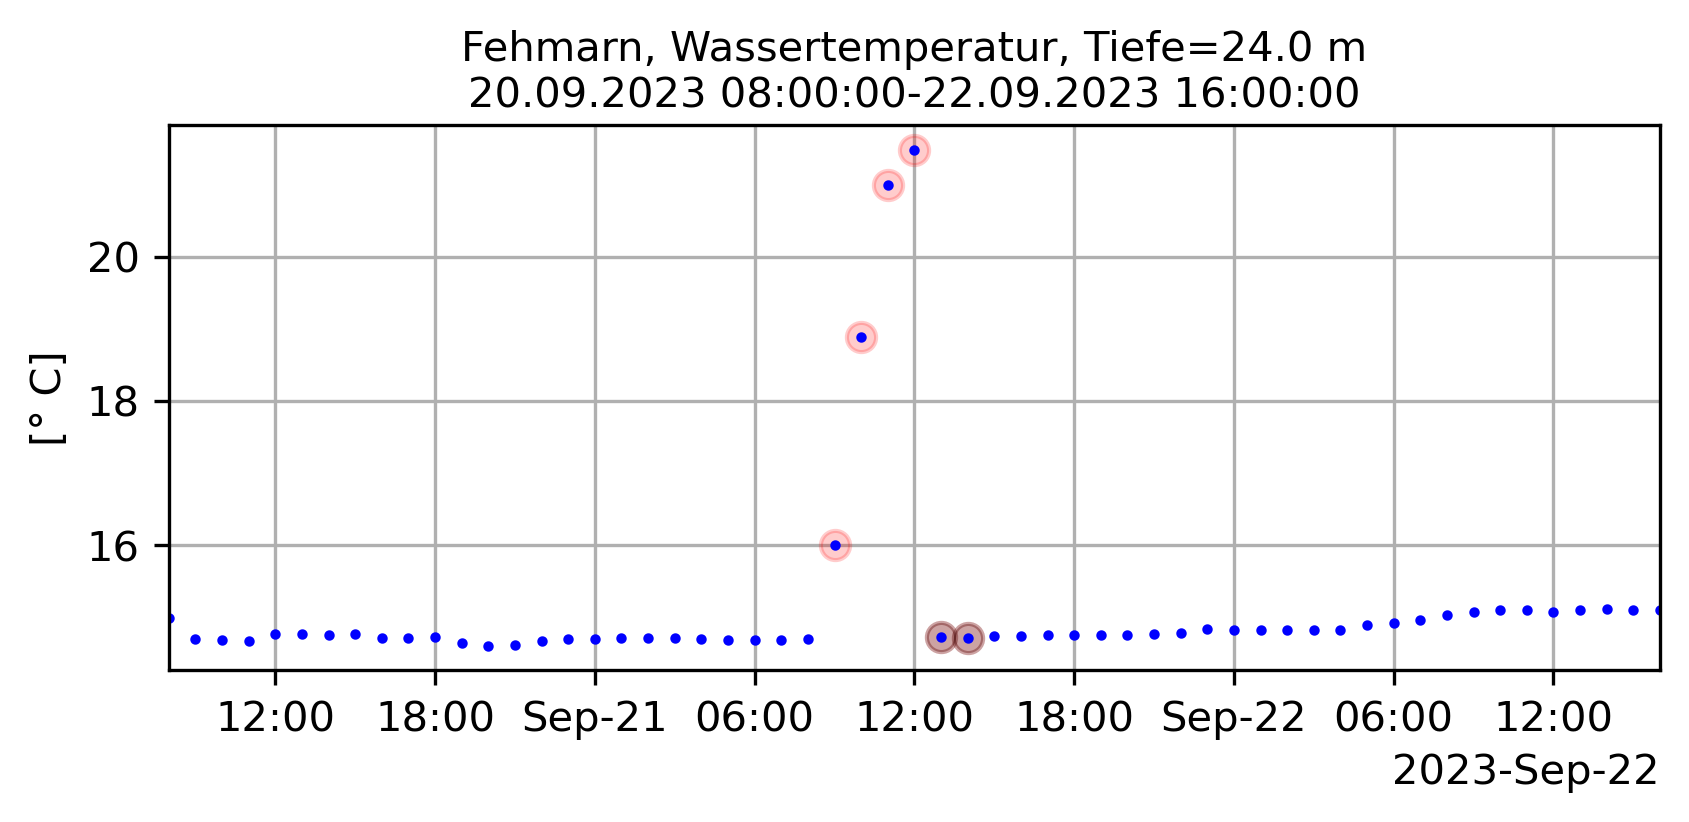 Fehmarn, Wassertemperatur, Tiefe=24.0 m
20.09.2023 08:00:00-22.09.2023 16:00:00
[° C]
20
18
16
12:00 18:00 Sep-21 06:00 12:00 18:00 Sep-22 06:00 12:00
2023-Sep-22